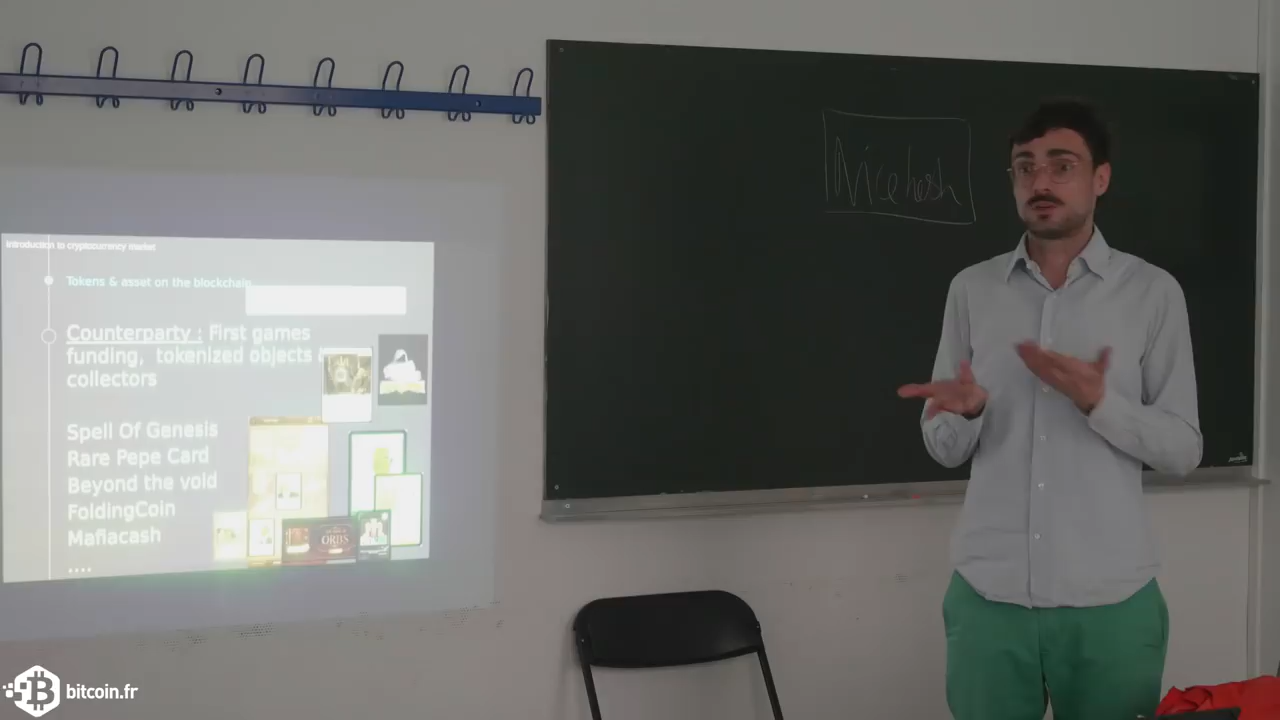 Introduction to cryptocurrency market
Tokens & asset on the blockchain
Counterparty : First games
funding, tokenized objects
collectors
Spell Of Genesis
Rare Pepe Card
Beyond the void
FoldingCoin
Mafiacash
....
ORBS
Nicehash
bitcoin.fr